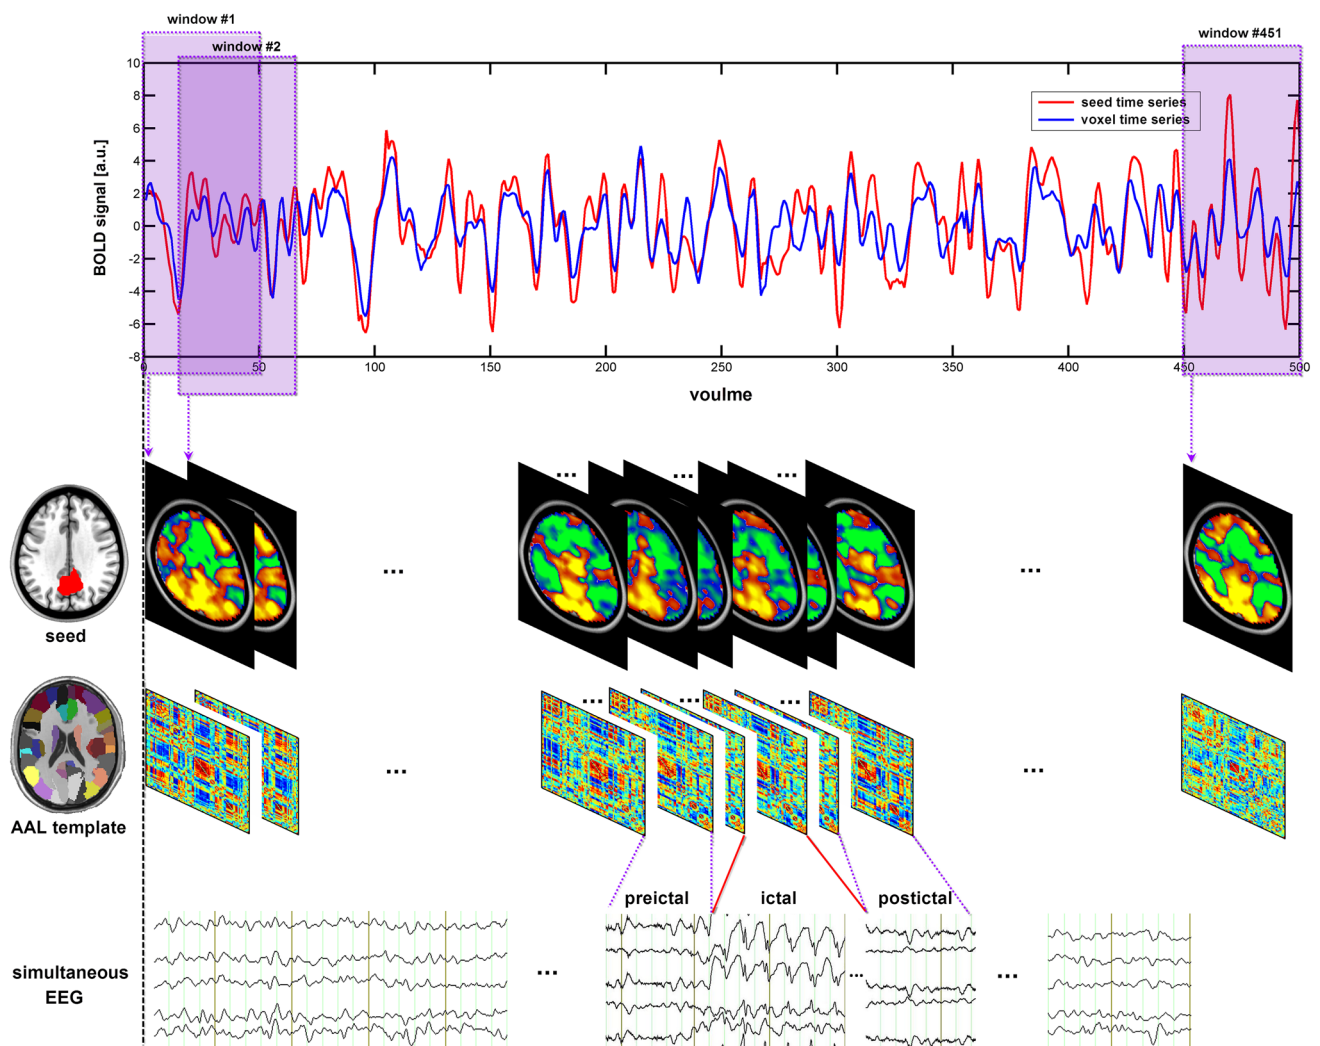 window #1
window #2
window #451
10
8
6
4
2
0
-2
-4
-6
-8
BOLD signal [a.u.]
seed time series
voxel time series
0 50 100 150 200 250 300 350 400 450 500
voulme
... ... ...
seed
... ...
... ... ...
AAL template
... ...
preictal ictal postictal
simultaneous
EEG
... ... ...